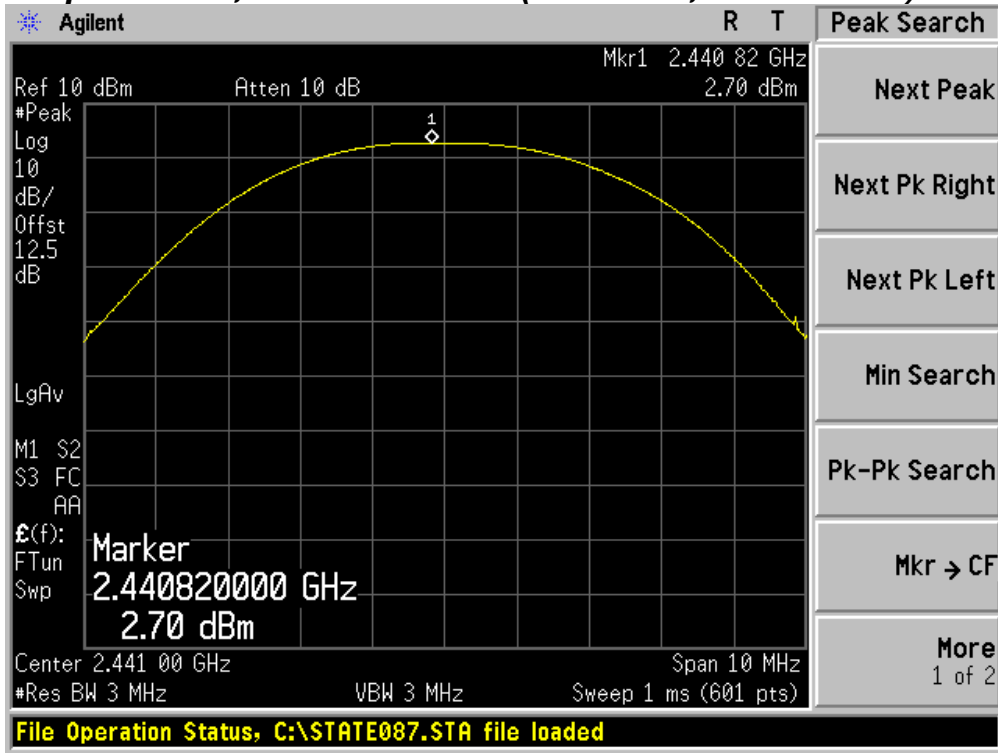 Agilent R T Peak Search
Mkr1 2.440 82 GHz
Ref 10 dBm Atten 10 dB 2.70 dBm
#Peak
Log
10
dB/
Offst
12.5
dB
1
LgAv
M1 S2
S3 FC
AA
£(f):
FTun
Swp
Marker
2.440820000 GHz
2.70 dBm
Center 2.441 00 GHz Span 10 MHz
#Res BW 3 MHz VBW 3 MHz Sweep 1 ms (601 pts)
File Operation Status, C:\STATE087.STA file loaded
Next Peak
Next Pk Right
Next Pk Left
Min Search
Pk-Pk Search
Mkr → CF
More
1 of 2